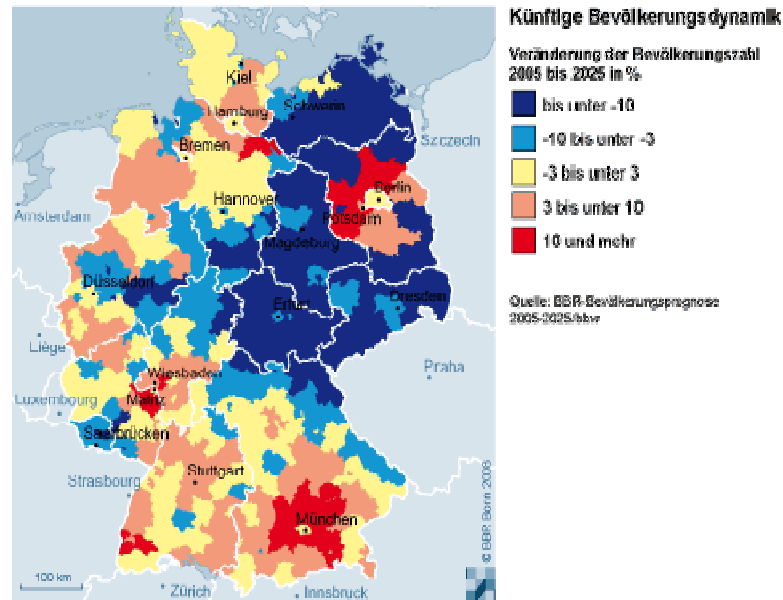 Künftige Bevölkerungsdynamik
Veränderung der Bevölkerungszahl
2005 bis 2025 in %
bis unter -10
-10 bis unter -3
-3 bis unter 3
3 bis unter 10
10 und mehr
Quelle: BBR-Bevölkerungsprognose
2005-2025/bbw
Kiel
Schwerin
Hamburg
Szczecin
Bremen
Berlin
Hannover
Amsterdam
Potsdam
Magdeburg
Düsseldorf
Erfurt
Dresden
Liège
Praha
Wiesbaden
Luxembourg
Mainz
Saarbrücken
Stuttgart
Strasbourg
München
100 km
Zürich
Innsbruck
© BBR Bonn 2008